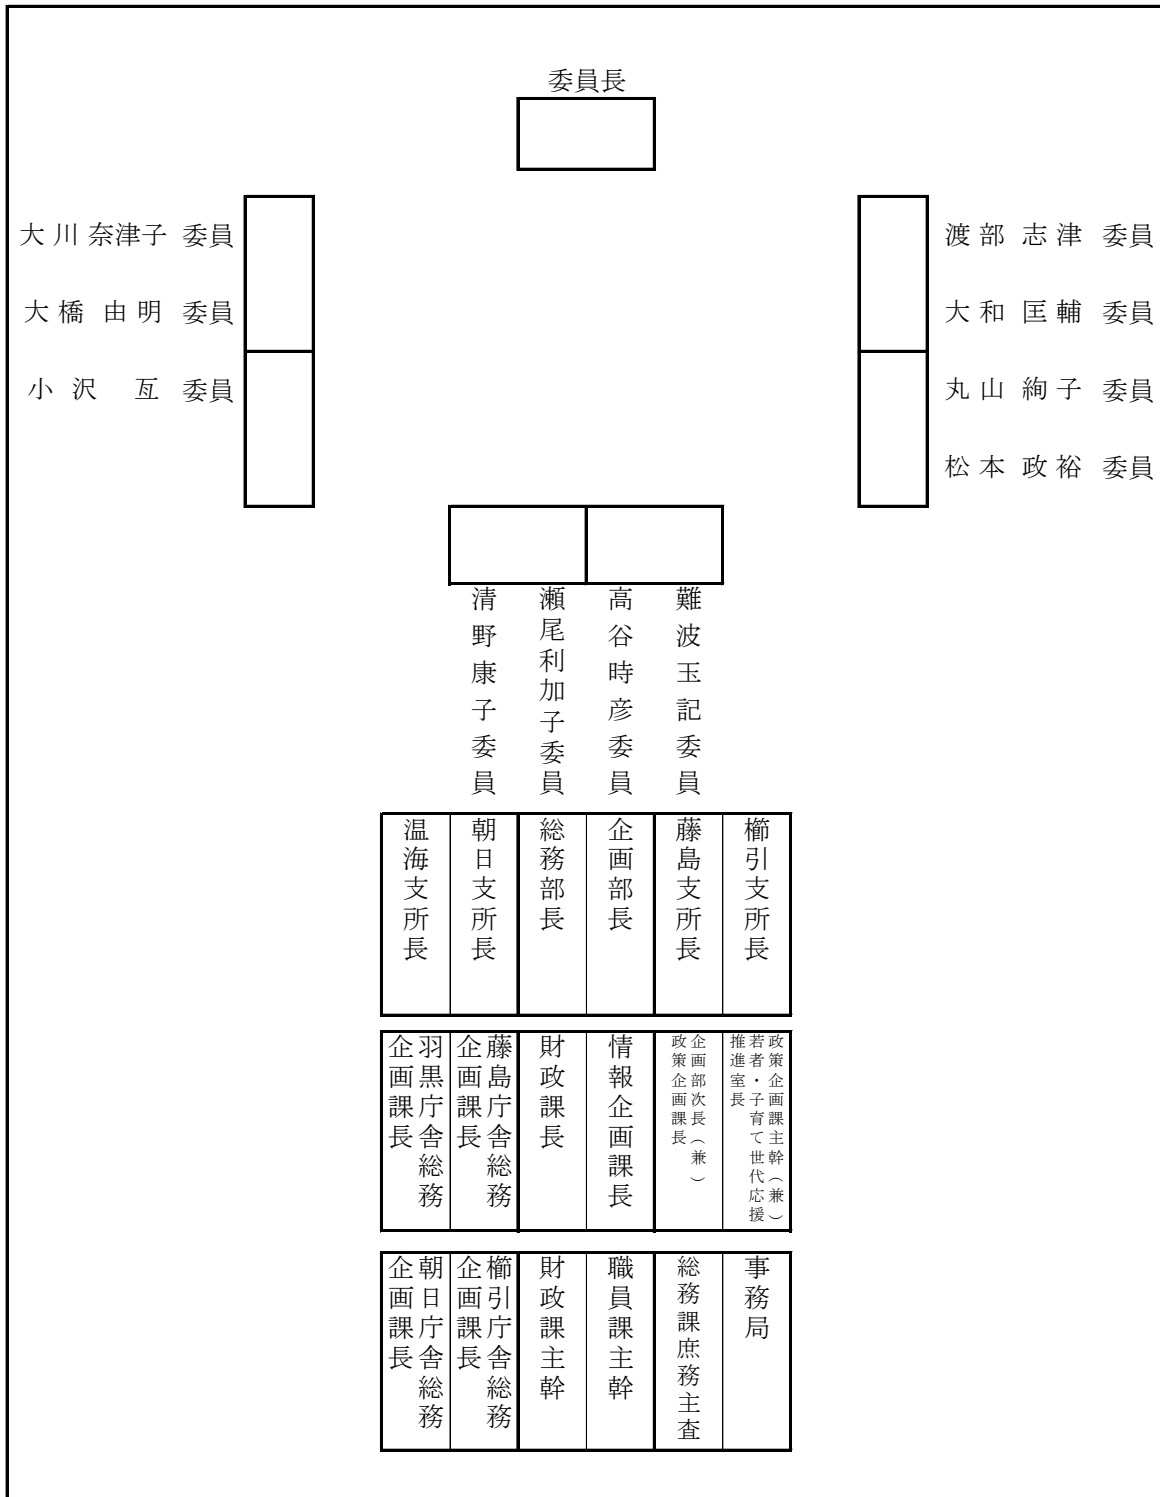 委員長
大川 奈津子 委員
大橋 由明 委員
小沢 亙 委員
渡部 志津 委員
大和 匡輔 委員
丸山 絢子 委員
松本 政裕 委員
清野康子委員
瀬尾利加子委員
高谷時彦委員
難波玉記委員
温海支所長
朝日支所長
総務部長
企画部長
藤島支所長
櫛引支所長
羽黒庁舎総務
企画課長
藤島庁舎総務
企画課長
財政課長
情報企画課長
企画部次長（兼）
政策企画課長
政策企画課主幹（兼）
若者・子育て世代応援
推進室長
朝日庁舎総務
企画課長
櫛引庁舎総務
企画課長
財政課主幹
職員課主幹
総務課庶務主査
事務局